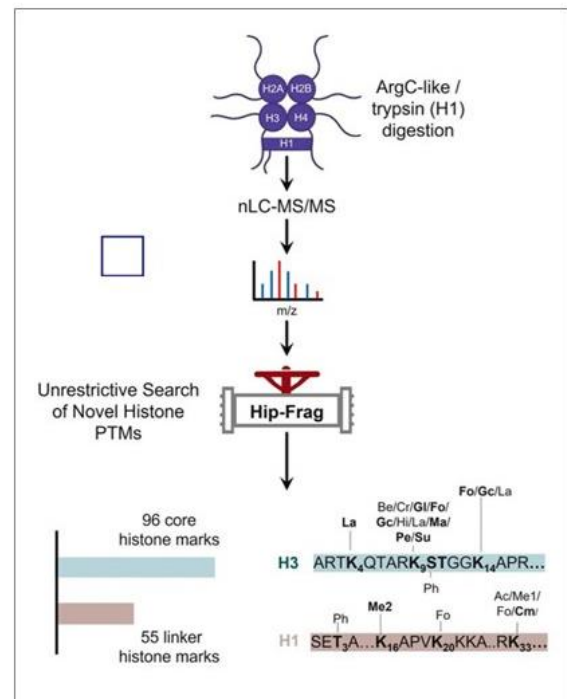 H2A H2B
H3 H4
H1
ArgC-like /
trypsin (H1)
digestion
nLC-MS/MS
m/z
Unrestrictive Search
of Novel Histone
PTMs
Hip-Frag
96 core
histone marks
55 linker
histone marks
Fo/Gc/La
Be/Cr/Gl/Fo/
Gc/Hi/La/Ma/
Pe/Su
La
H3 ARTK4QTARK9STGGK14APR...
Ph
Ac/Me1/
Fo/Cm/
Me2
Ph
Fo
H1 SET3A...K16APVK20KKA..RK33...